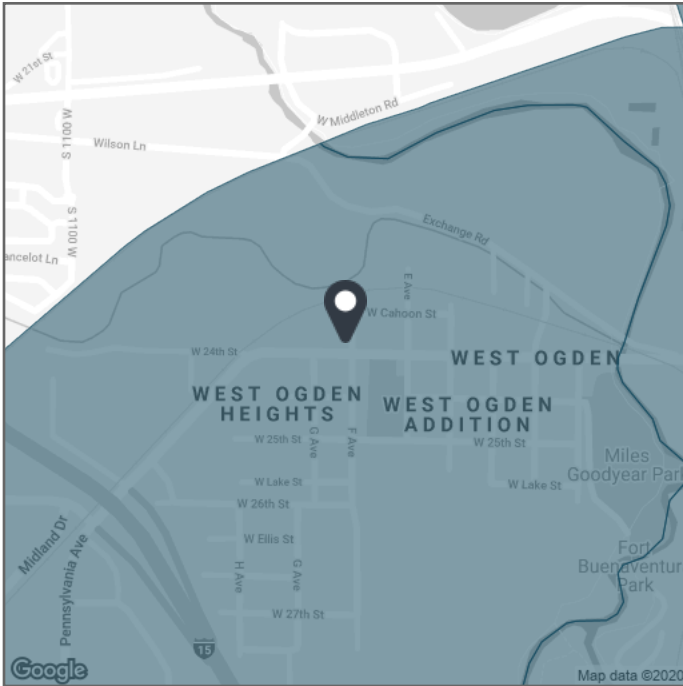 W 21st St
S 1100 W
W Middleton Rd
Wilson Ln
S 1100 W
ancelot Ln
Exchange Rd
E Ave
W Cahoon St
W 24th St
WEST OGDEN
WEST OGDEN
HEIGHTS
WEST OGDEN
ADDITION
G Ave
F Ave
W 25th St
W 25th St
Miles
Goodyear Park
W Lake St
W Lake St
W 26th St
Midland Dr
Pennsylvania Ave
W Ellis St
Fort
Buenaventur
Park
H Ave
G Ave
W 27th St
15
Google
Map data ©2020